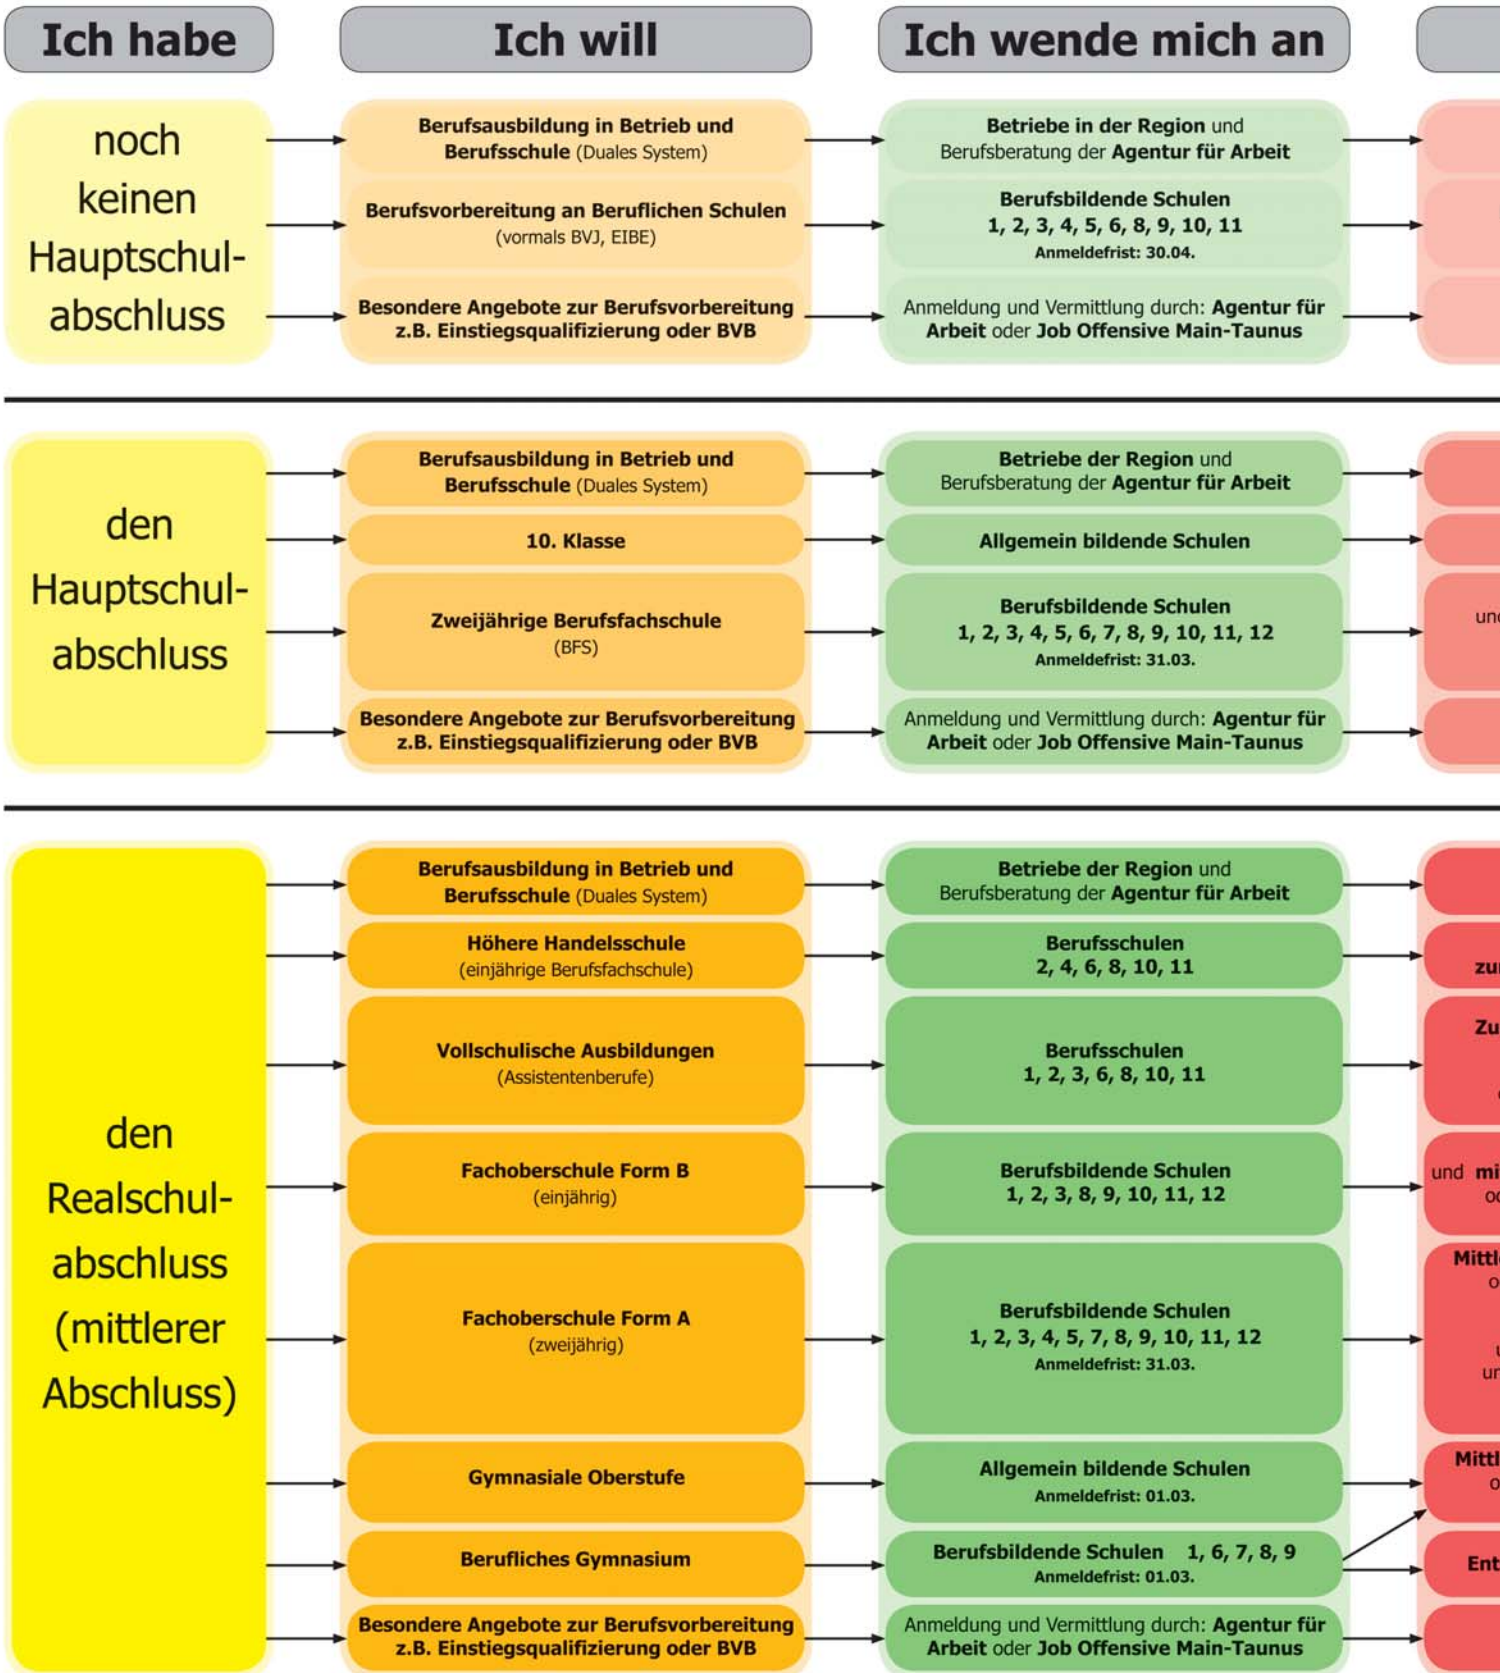 Ich habe
Ich will
Ich wende mich an
noch
keinen
Hauptschul-
abschluss
Berufsausbildung in Betrieb und
Berufsschule (Duales System)
Betriebe in der Region und
Berufsberatung der Agentur für Arbeit
Berufsvorbereitung an Beruflichen Schulen
(vormals BVJ, EIBE)
Berufsbildende Schulen
1, 2, 3, 4, 5, 6, 8, 9, 10, 11
Anmeldefrist: 30.04.
Besondere Angebote zur Berufsvorbereitung
z.B. Einstiegsqualifizierung oder BVB
Anmeldung und Vermittlung durch: Agentur für
Arbeit oder Job Offensive Main-Taunus
den
Hauptschul-
abschluss
Berufsausbildung in Betrieb und
Berufsschule (Duales System)
Betriebe der Region und
Berufsberatung der Agentur für Arbeit
10. Klasse
Allgemein bildende Schulen
Zweijährige Berufsfachschule
(BFS)
Berufsbildende Schulen
1, 2, 3, 4, 5, 6, 7, 8, 9, 10, 11, 12
Anmeldefrist: 31.03.
Besondere Angebote zur Berufsvorbereitung
z.B. Einstiegsqualifizierung oder BVB
Anmeldung und Vermittlung durch: Agentur für
Arbeit oder Job Offensive Main-Taunus
den
Realschul-
abschluss
(mittlerer
Abschluss)
Berufsausbildung in Betrieb und
Berufsschule (Duales System)
Betriebe der Region und
Berufsberatung der Agentur für Arbeit
Höhere Handelsschule
(einjährige Berufsfachschule)
Berufsschulen
2, 4, 6, 8, 10, 11
Vollschulische Ausbildungen
(Assistentenberufe)
Berufsschulen
1, 2, 3, 6, 8, 10, 11
Fachoberschule Form B
(einjährig)
Berufsbildende Schulen
1, 2, 3, 8, 9, 10, 11, 12
und
Fachoberschule Form A
(zweijährig)
Berufsbildende Schulen
1, 2, 3, 4, 5, 7, 8, 9, 10, 11, 12
Anmeldefrist: 31.03.
Gymnasiale Oberstufe
Allgemein bildende Schulen
Anmeldefrist: 01.03.
Berufliches Gymnasium
Berufsbildende Schulen 1, 6, 7, 8, 9
Anmeldefrist: 01.03.
Besondere Angebote zur Berufsvorbereitung
z.B. Einstiegsqualifizierung oder BVB
Anmeldung und Vermittlung durch: Agentur für
Arbeit oder Job Offensive Main-Taunus